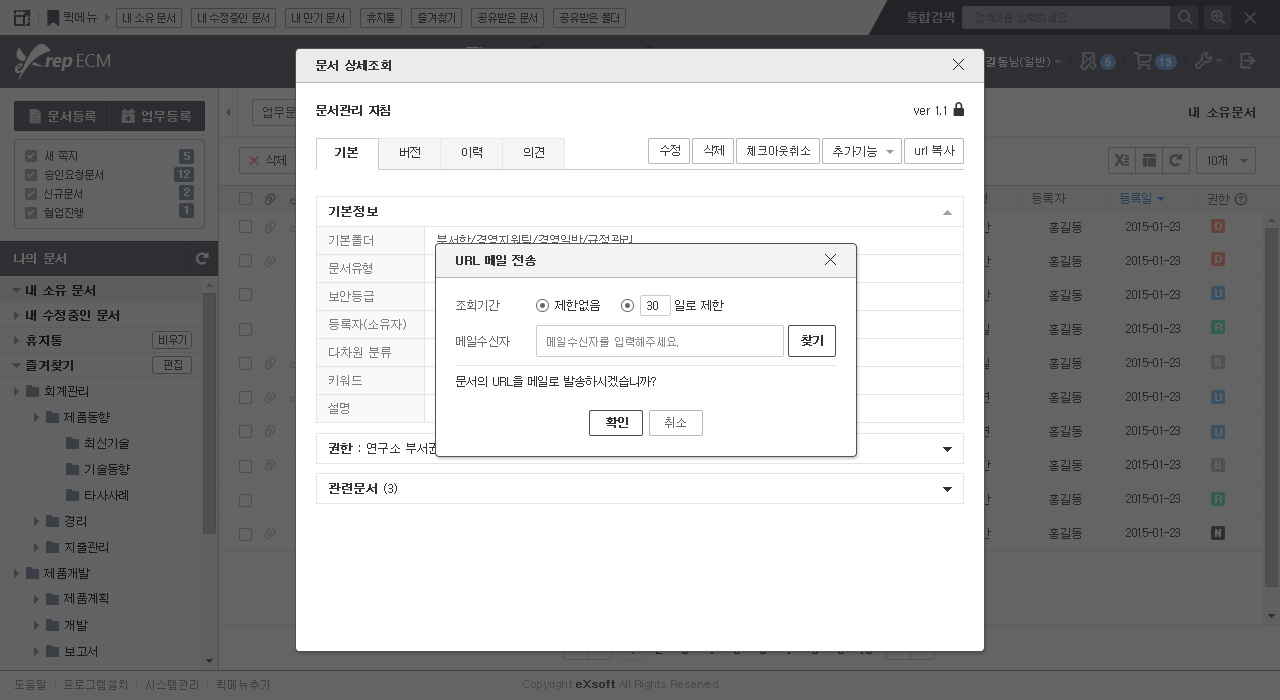 퀵메뉴 내 소유 문서 내 수정중인 문서 내 만기 문서 휴지통 즐겨찾기 공유받은 문서 공유받은 폴더 통합검색 검색어를 입력하세요
Xrep ECM
길동님(일반) 5 13
문서등록 업무등록
새 쪽지 5
승인요청문서 12
신규문서 2
협업진행 1
나의 문서
내 소유 문서
내 수정중인 문서
휴지통 비우기
즐겨찾기 편집
회계관리
제품동향
최신기술
기술동향
타사사례
경리
지출관리
제품개발
제품계획
개발
보고서
업무문
내 소유문서
삭제
10개
등록자 등록일 권한
홍길동 2015-01-23 D
홍길동 2015-01-23 D
홍길동 2015-01-23 U
홍길동 2015-01-23 R
홍길동 2015-01-23 B
홍길동 2015-01-23 U
홍길동 2015-01-23 U
홍길동 2015-01-23 B
홍길동 2015-01-23 R
홍길동 2015-01-23 N
문서 상세조회
문서관리 지침 ver 1.1
기본 버전 이력 의견 수정 삭제 체크아웃취소 추가기능 url 복사
기본정보
기본폴더 부서함/경영지원팀/경영일반/규정관리
문서유형
보안등급
등록자(소유자)
다차원 분류
키워드
설명
권한 : 연구소 부서권
관련문서 (3)
URL 메일 전송
조회기간 제한없음 30 일로 제한
메일수신자 메일수신자를 입력해주세요. 찾기
문서의 URL을 메일로 발송하시겠습니까?
확인 취소
도움말 프로그램설치 시스템관리 퀵메뉴추가
Copyright eXsoft All Rights Reserved.